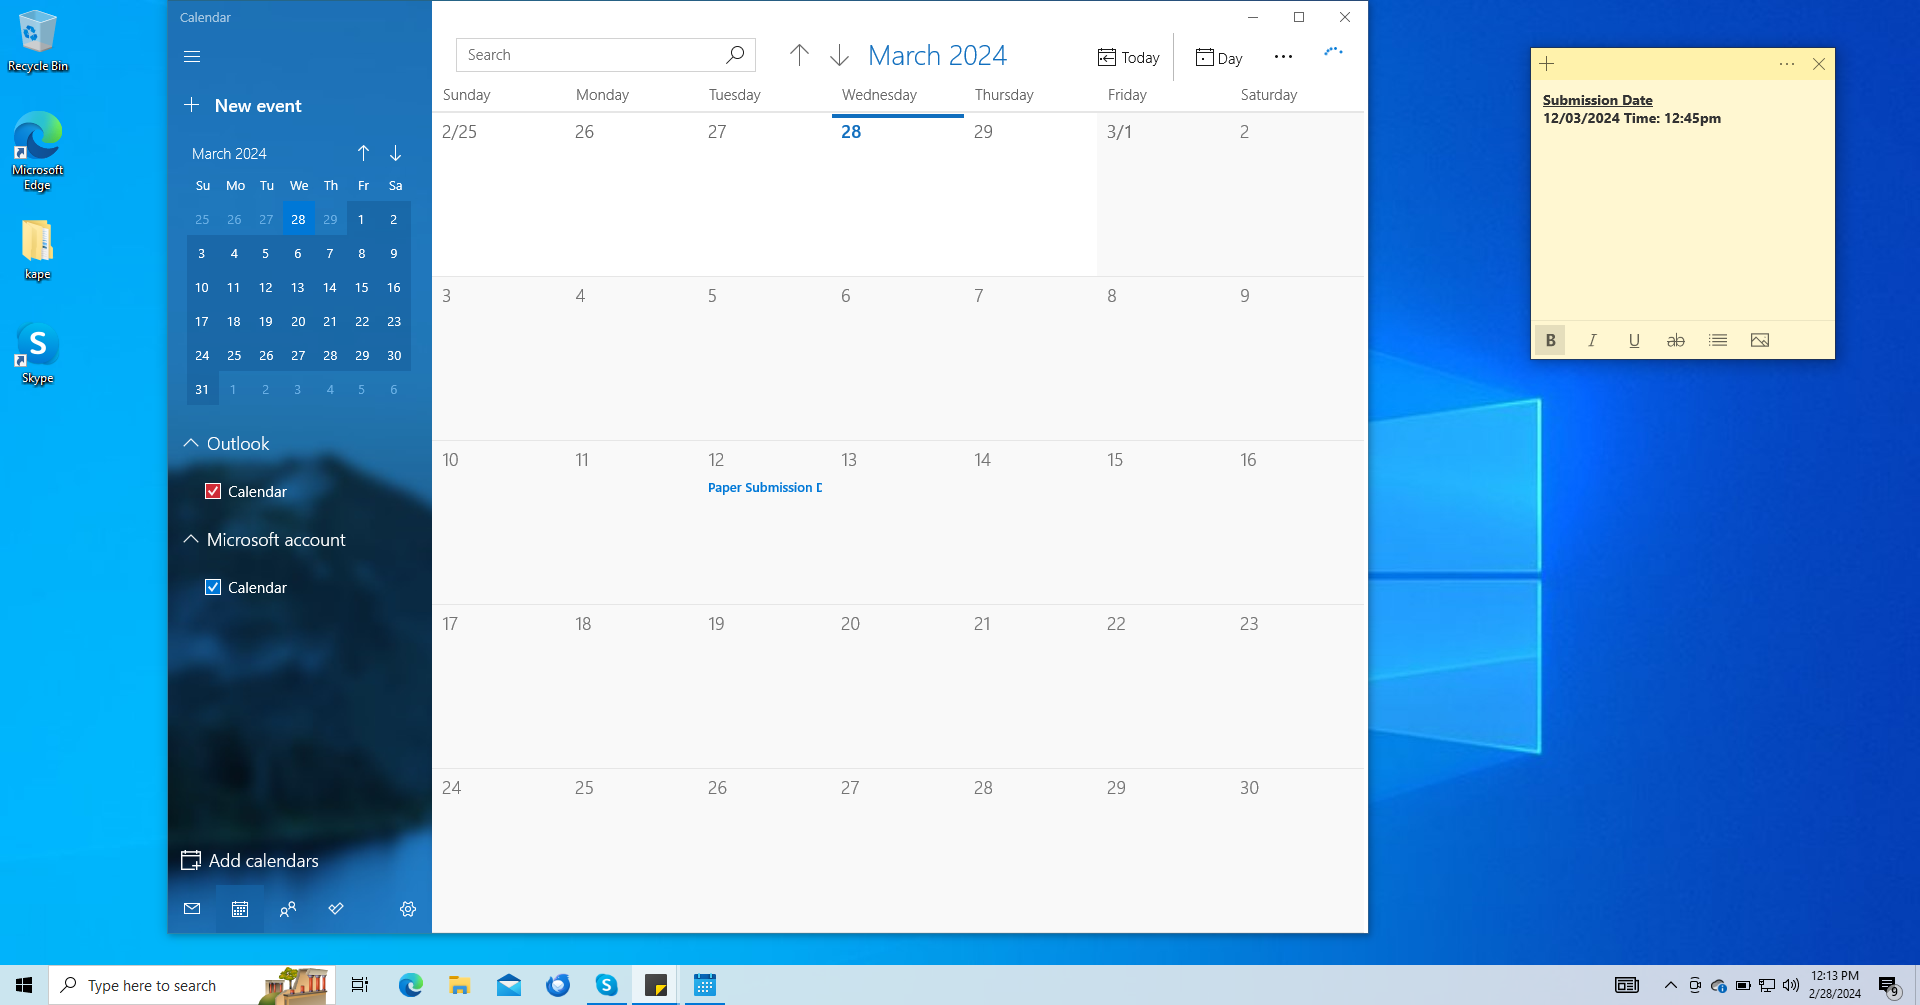 Recycle Bin
Microsoft
Edge
kape
S
Skype
Calendar
New event
March 2024
Su Mo Tu We Th Fr Sa
25 26 27 28 29 1 2
3 4 5 6 7 8 9
10 11 12 13 14 15 16
17 18 19 20 21 22 23
24 25 26 27 28 29 30
31 1 2 3 4 5 6
Outlook
Calendar
Microsoft account
Calendar
Add calendars
Search
March 2024
Today
Day
Sunday Monday Tuesday Wednesday Thursday Friday Saturday
2/25 26 27 28 29 3/1 2
3 4 5 6 7 8 9
10 11 12 13 14 15 16
Paper Submission D
17 18 19 20 21 22 23
24 25 26 27 28 29 30
Submission Date
12/03/2024 Time: 12:45pm
B I U ab
Type here to search
S
12:13 PM
2/28/2024
9